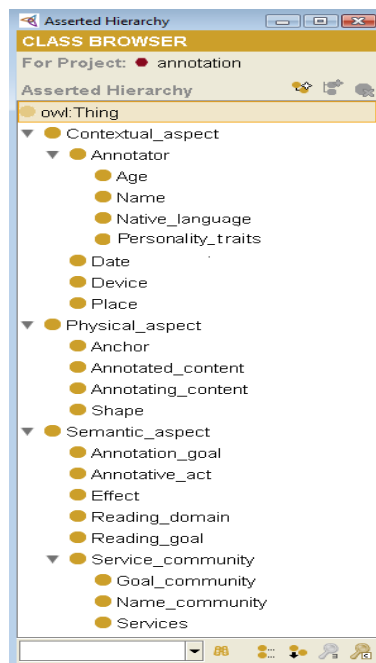 Asserted Hierarchy
CLASS BROWSER
For Project: annotation
Asserted Hierarchy
owl:Thing
Contextual_aspect
Annotator
Age
Name
Native_language
Personality_traits
Date
Device
Place
Physical_aspect
Anchor
Annotated_content
Annotating_content
Shape
Semantic_aspect
Annotation_goal
Annotative_act
Effect
Reading_domain
Reading_goal
Service_community
Goal_community
Name_community
Services